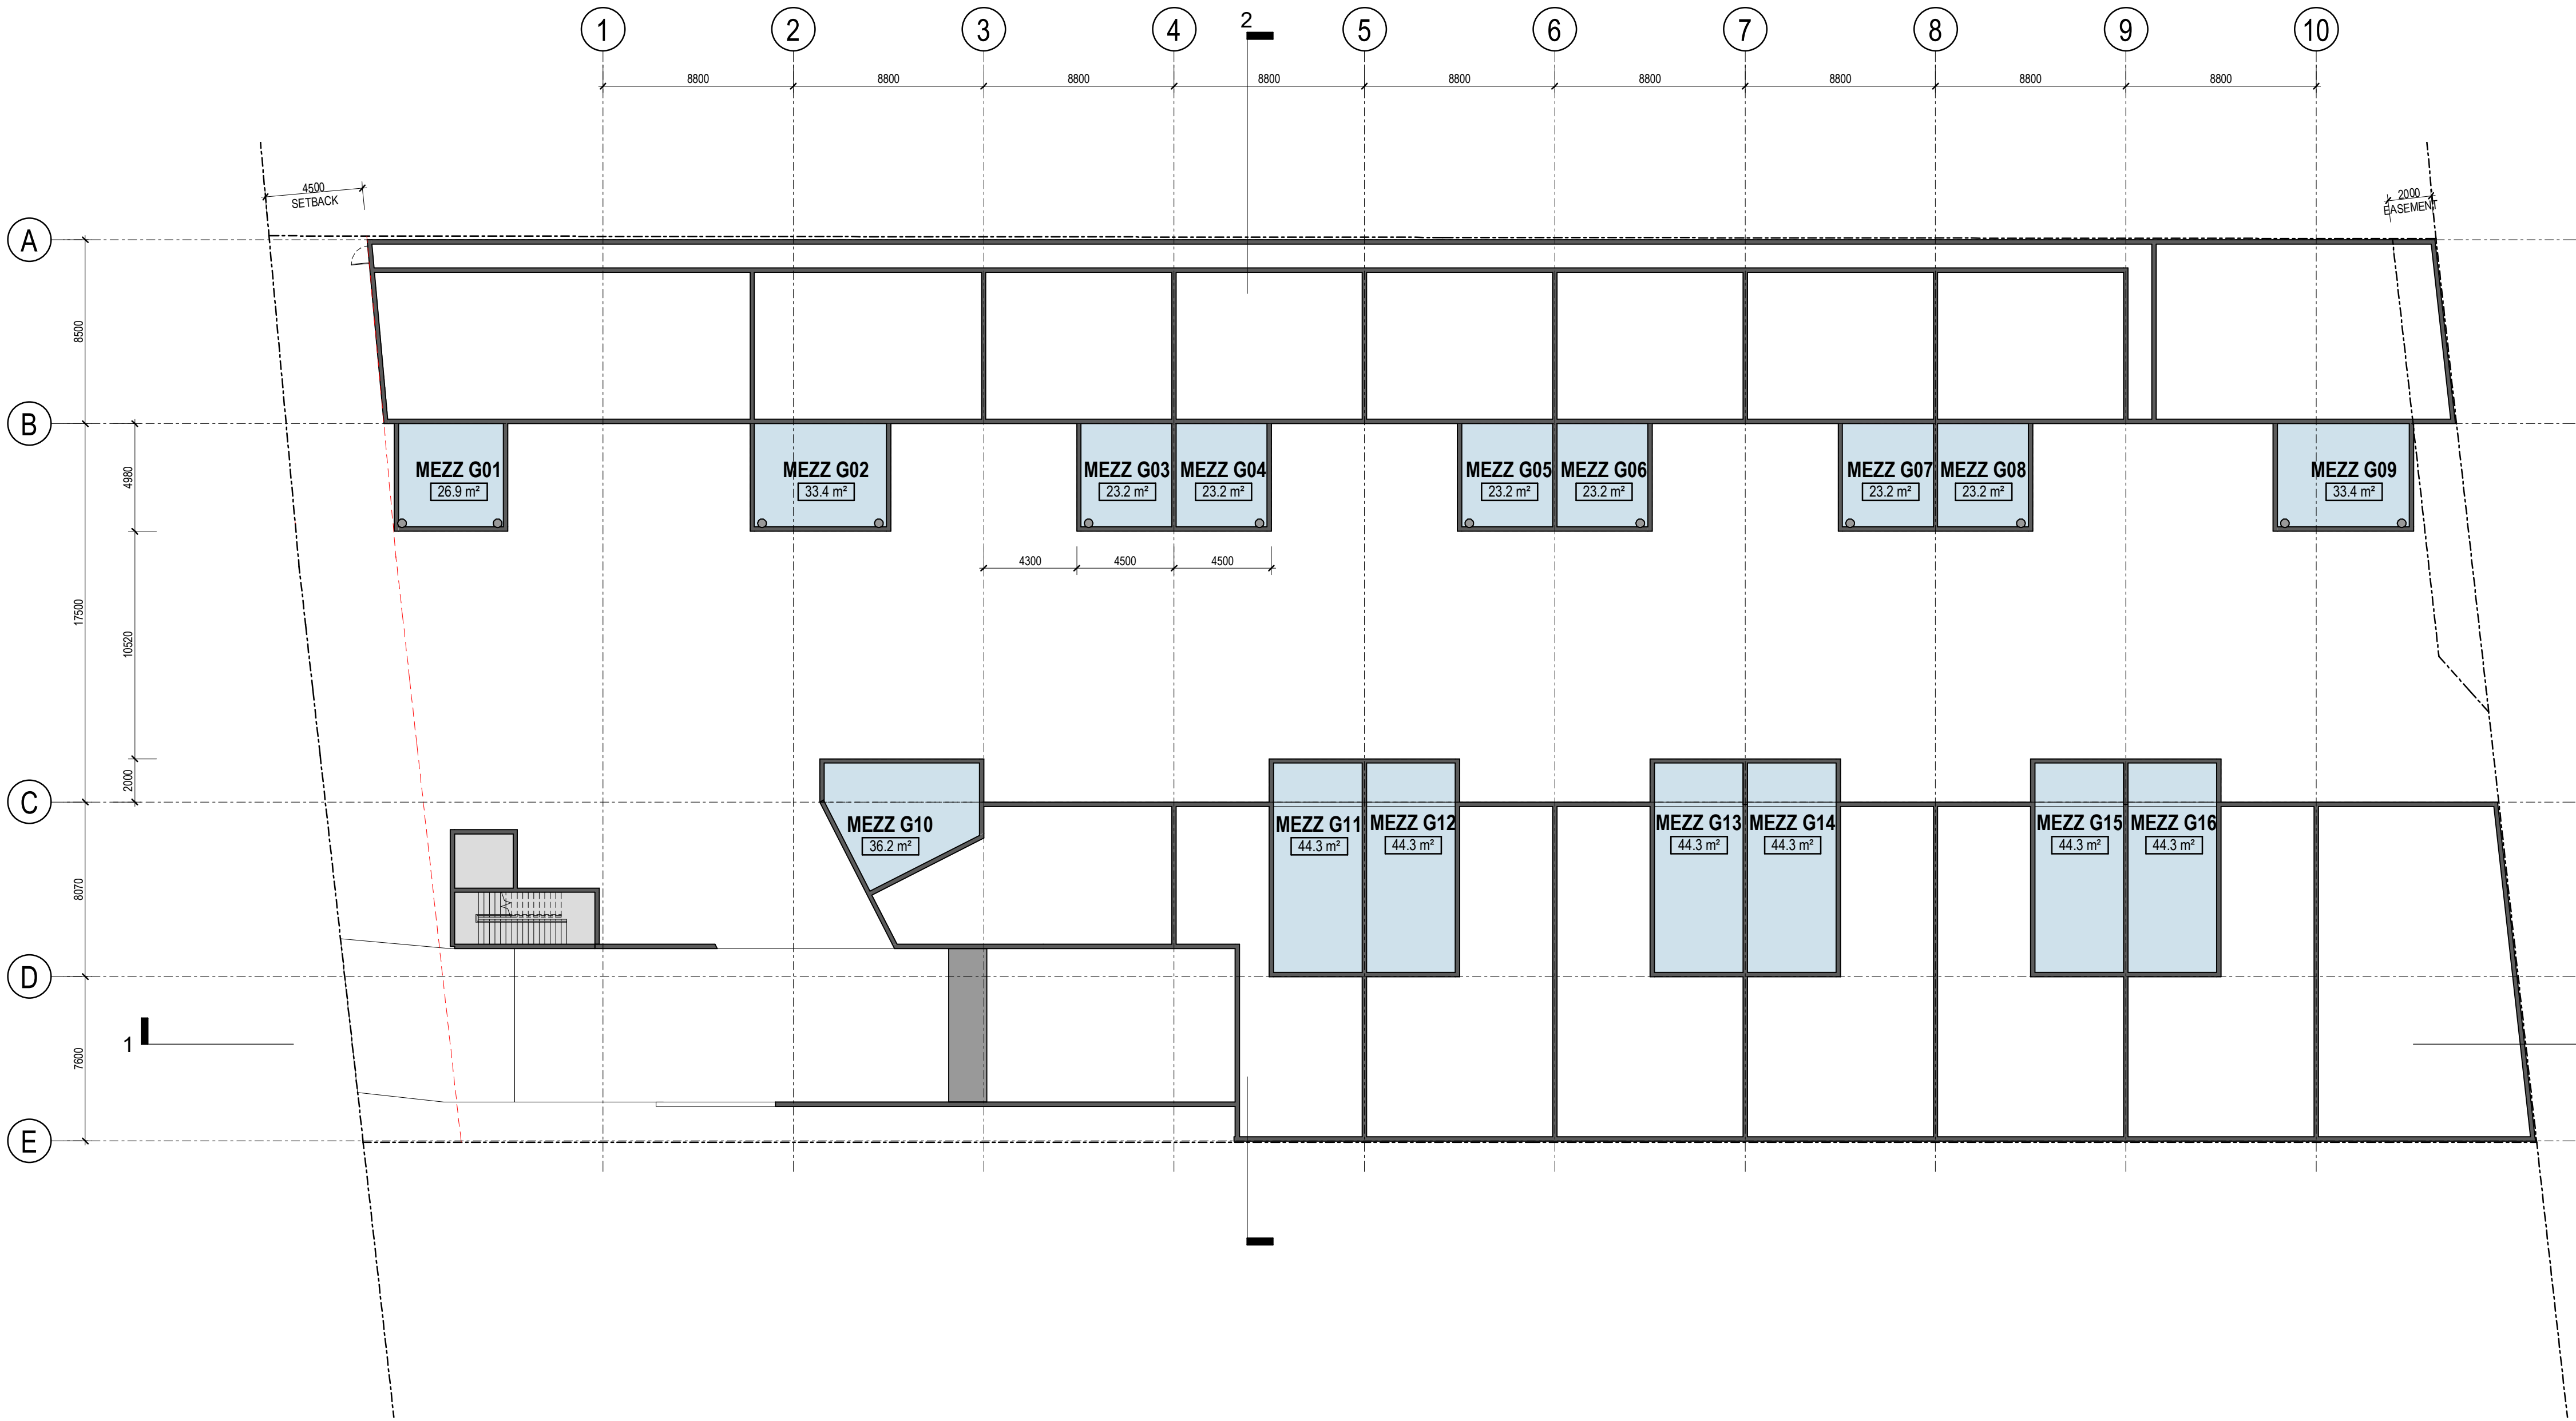 1 2 3 4 2 5 6 7 8 9 10
8800 8800 8800 8800 8800 8800 8800 8800 8800
4500
SETBACK
2000
EASEMENT
A
8500
B
4980
MEZZ G01
26.9 m²
MEZZ G02
33.4 m²
MEZZ G03
23.2 m²
MEZZ G04
23.2 m²
MEZZ G05
23.2 m²
MEZZ G06
23.2 m²
MEZZ G07
23.2 m²
MEZZ G08
23.2 m²
MEZZ G09
33.4 m²
4300 4500 4500
17500
10520
2000
C
MEZZ G10
36.2 m²
MEZZ G11
44.3 m²
MEZZ G12
44.3 m²
MEZZ G13
44.3 m²
MEZZ G14
44.3 m²
MEZZ G15
44.3 m²
MEZZ G16
44.3 m²
8070
D
1
7600
E